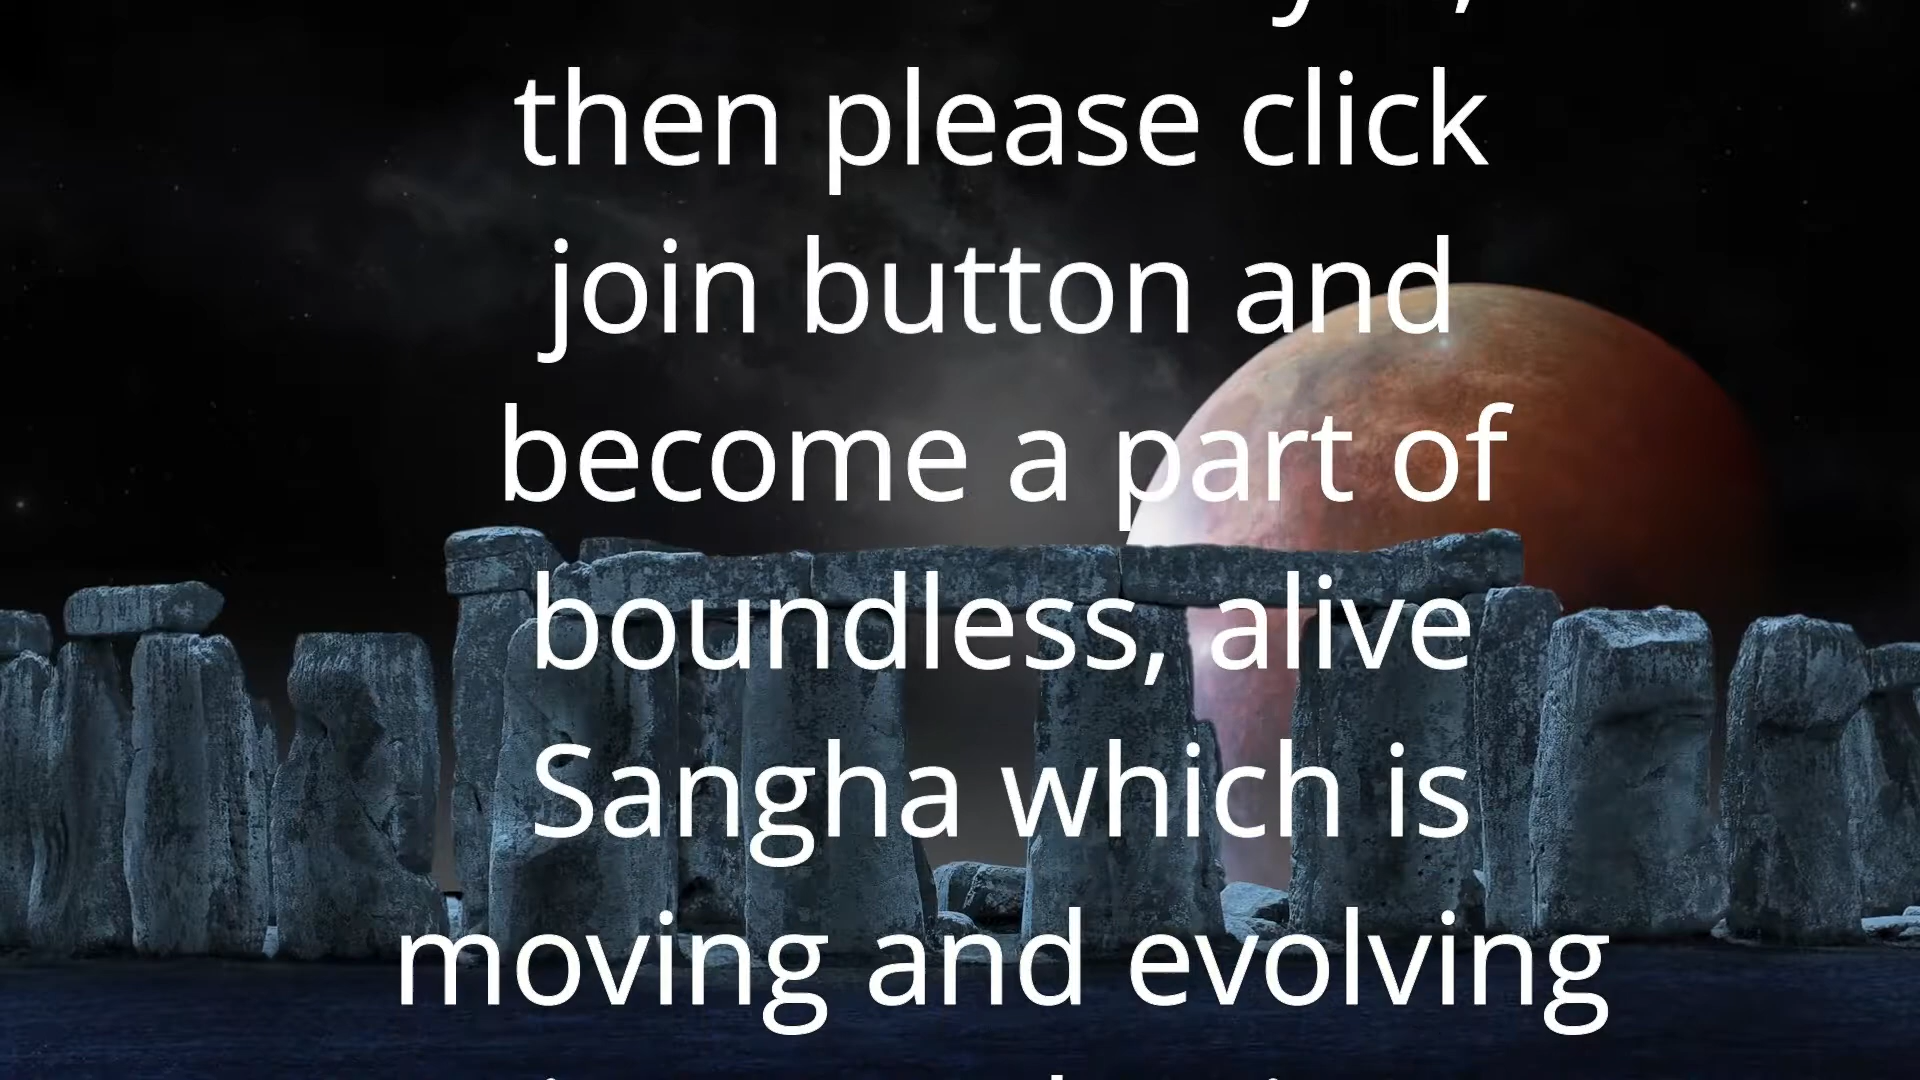 then please click
join button and
become a part of
boundless, alive
Sangha which is
moving and evolving